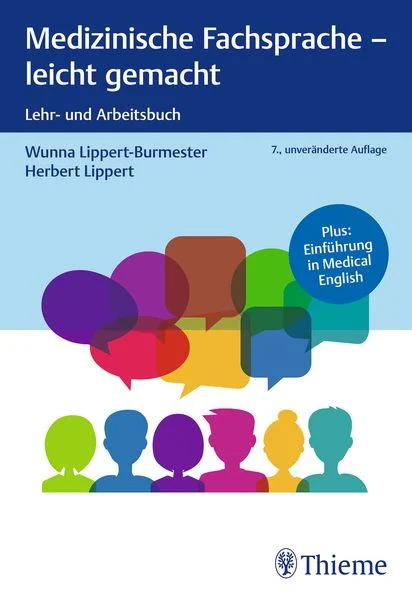 Medizinische Fachsprache –
leicht gemacht
Lehr- und Arbeitsbuch
Wunna Lippert-Burmester
Herbert Lippert
7., unveränderte Auflage
Plus:
Einführung
in Medical
English
Thieme